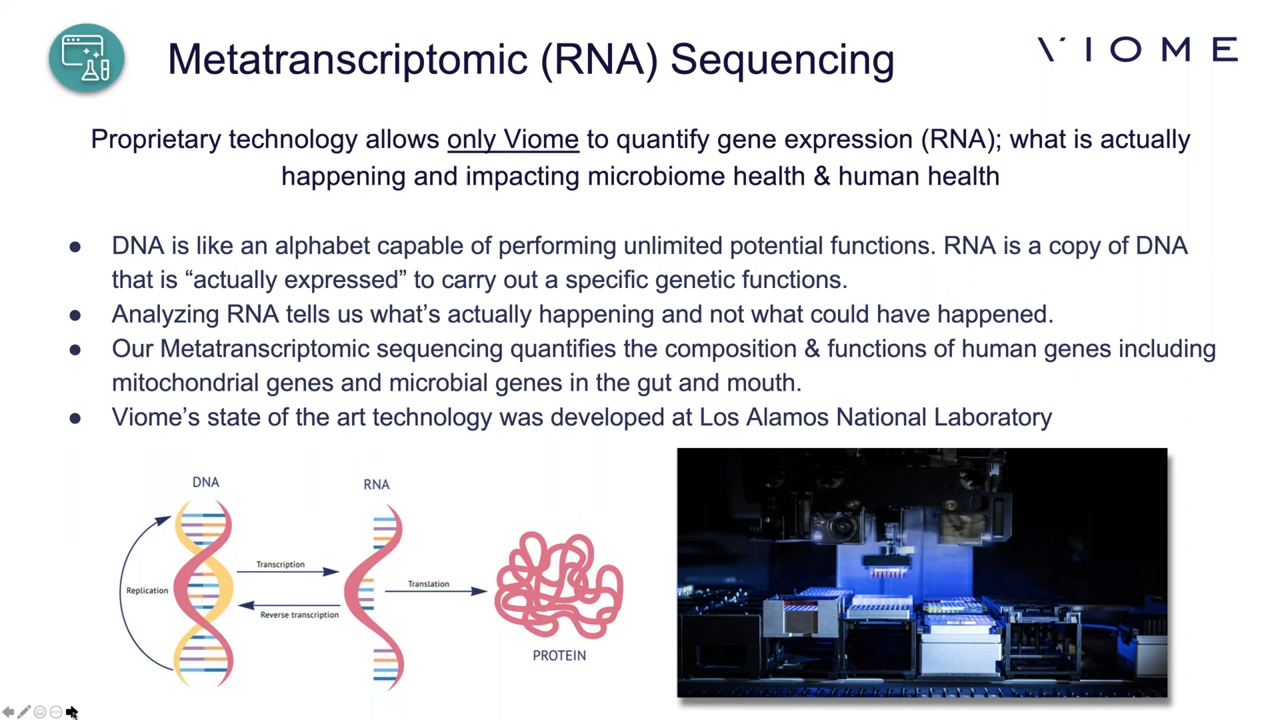 Metatranscriptomic (RNA) Sequencing
VIOME
Proprietary technology allows only Viome to quantify gene expression (RNA); what is actually
happening and impacting microbiome health & human health
● DNA is like an alphabet capable of performing unlimited potential functions. RNA is a copy of DNA
that is “actually expressed” to carry out a specific genetic functions.
● Analyzing RNA tells us what’s actually happening and not what could have happened.
● Our Metatranscriptomic sequencing quantifies the composition & functions of human genes including
mitochondrial genes and microbial genes in the gut and mouth.
● Viome’s state of the art technology was developed at Los Alamos National Laboratory
DNA
RNA
Transcription
Translation
Replication
Reverse transcription
PROTEIN